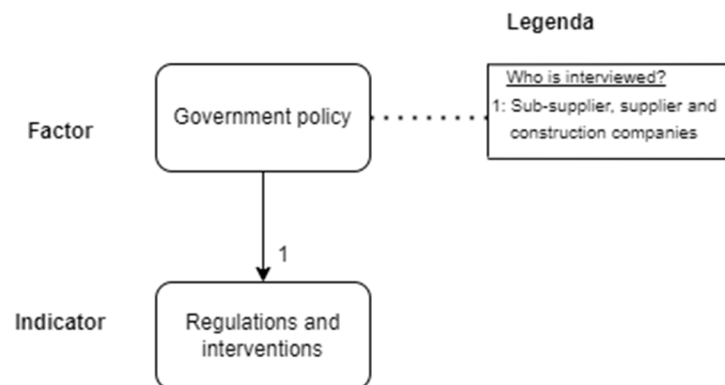 Legenda
Who is interviewed?
1: Sub-supplier, supplier and
construction companies
Government policy
Factor
1
Indicator
Regulations and
interventions